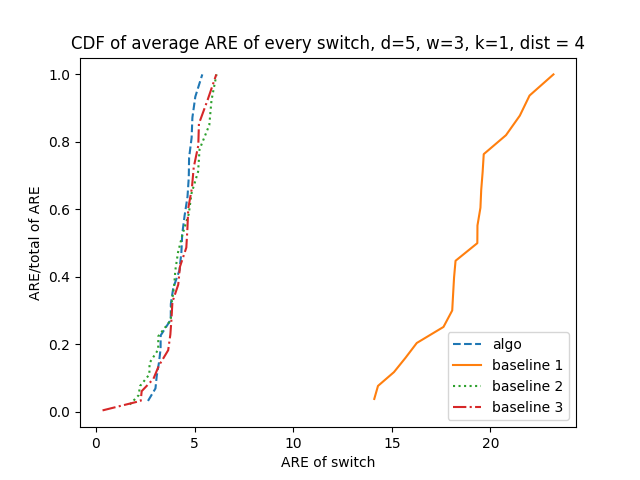 CDF of average ARE of every switch, d=5, w=3, k=1, dist = 4
1.0
0.8
0.6
0.4
0.2
0.0
ARE/total of ARE
0
5
10
15
20
ARE of switch
algo
baseline 1
baseline 2
baseline 3